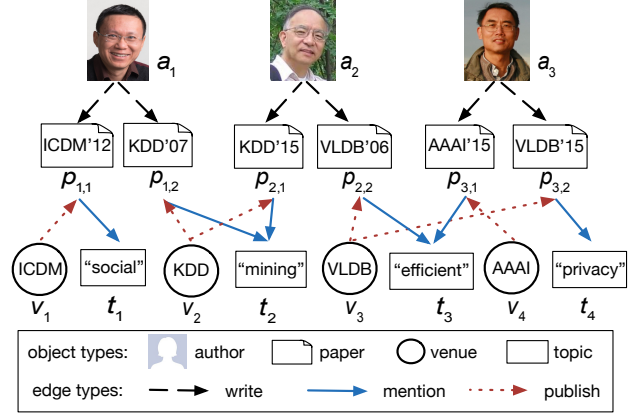 a1 a2 a3
ICDM'12 KDD'07 KDD'15 VLDB'06 AAAI'15 VLDB'15
p1,1 p1,2 p2,1 p2,2 p3,1 p3,2
ICDM “social” KDD “mining” VLDB “efficient” AAAI “privacy”
v1 t1 v2 t2 v3 t3 v4 t4
object types: author paper venue topic
edge types: write mention publish